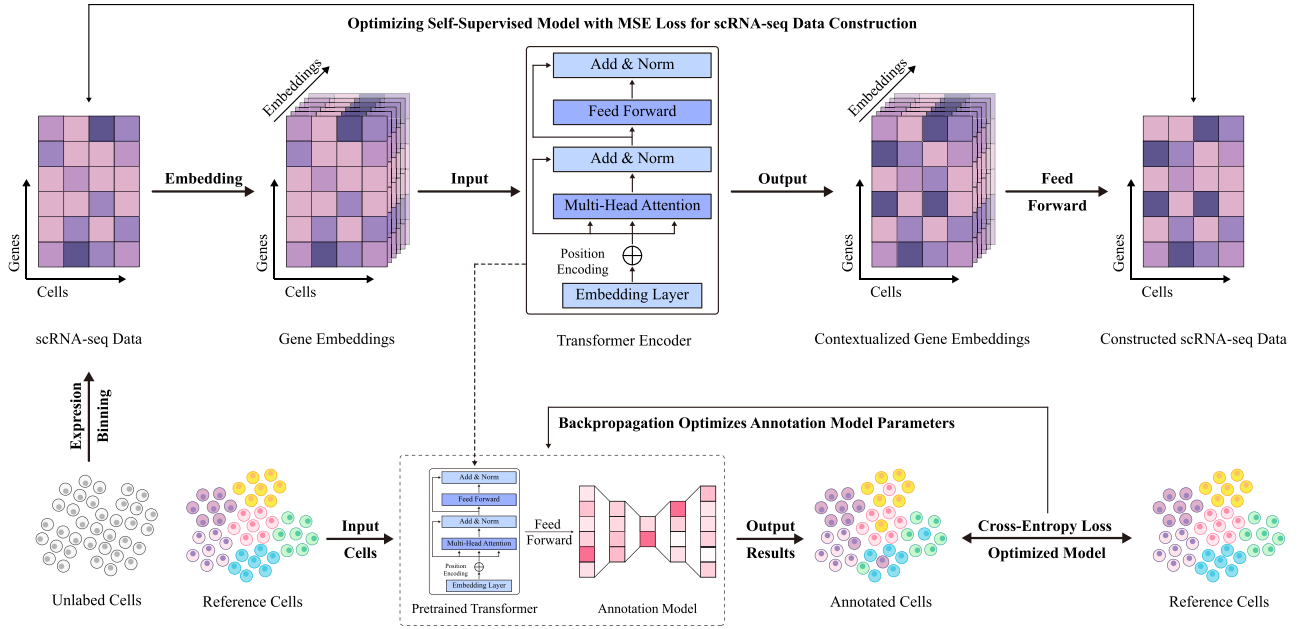 Optimizing Self-Supervised Model with MSE Loss for scRNA-seq Data Construction
Genes
Cells
scRNA-seq Data
Embedding
Embeddings
Genes
Cells
Gene Embeddings
Input
Add & Norm
Feed Forward
Add & Norm
Multi-Head Attention
Position
Encoding
Embedding Layer
Transformer Encoder
Output
Embeddings
Genes
Cells
Contextualized Gene Embeddings
Feed
Forward
Genes
Cells
Constructed scRNA-seq Data
Expresion
Binning
Unlabed Cells
Reference Cells
Input
Cells
Backpropagation Optimizes Annotation Model Parameters
Add & Norm
Feed Forward
Add & Norm
Multi-Head Attention
Position
Encoding
Embedding Layer
Pretrained Transformer
Feed
Forward
Annotation Model
Output
Results
Annotated Cells
Cross-Entropy Loss
Optimized Model
Reference Cells